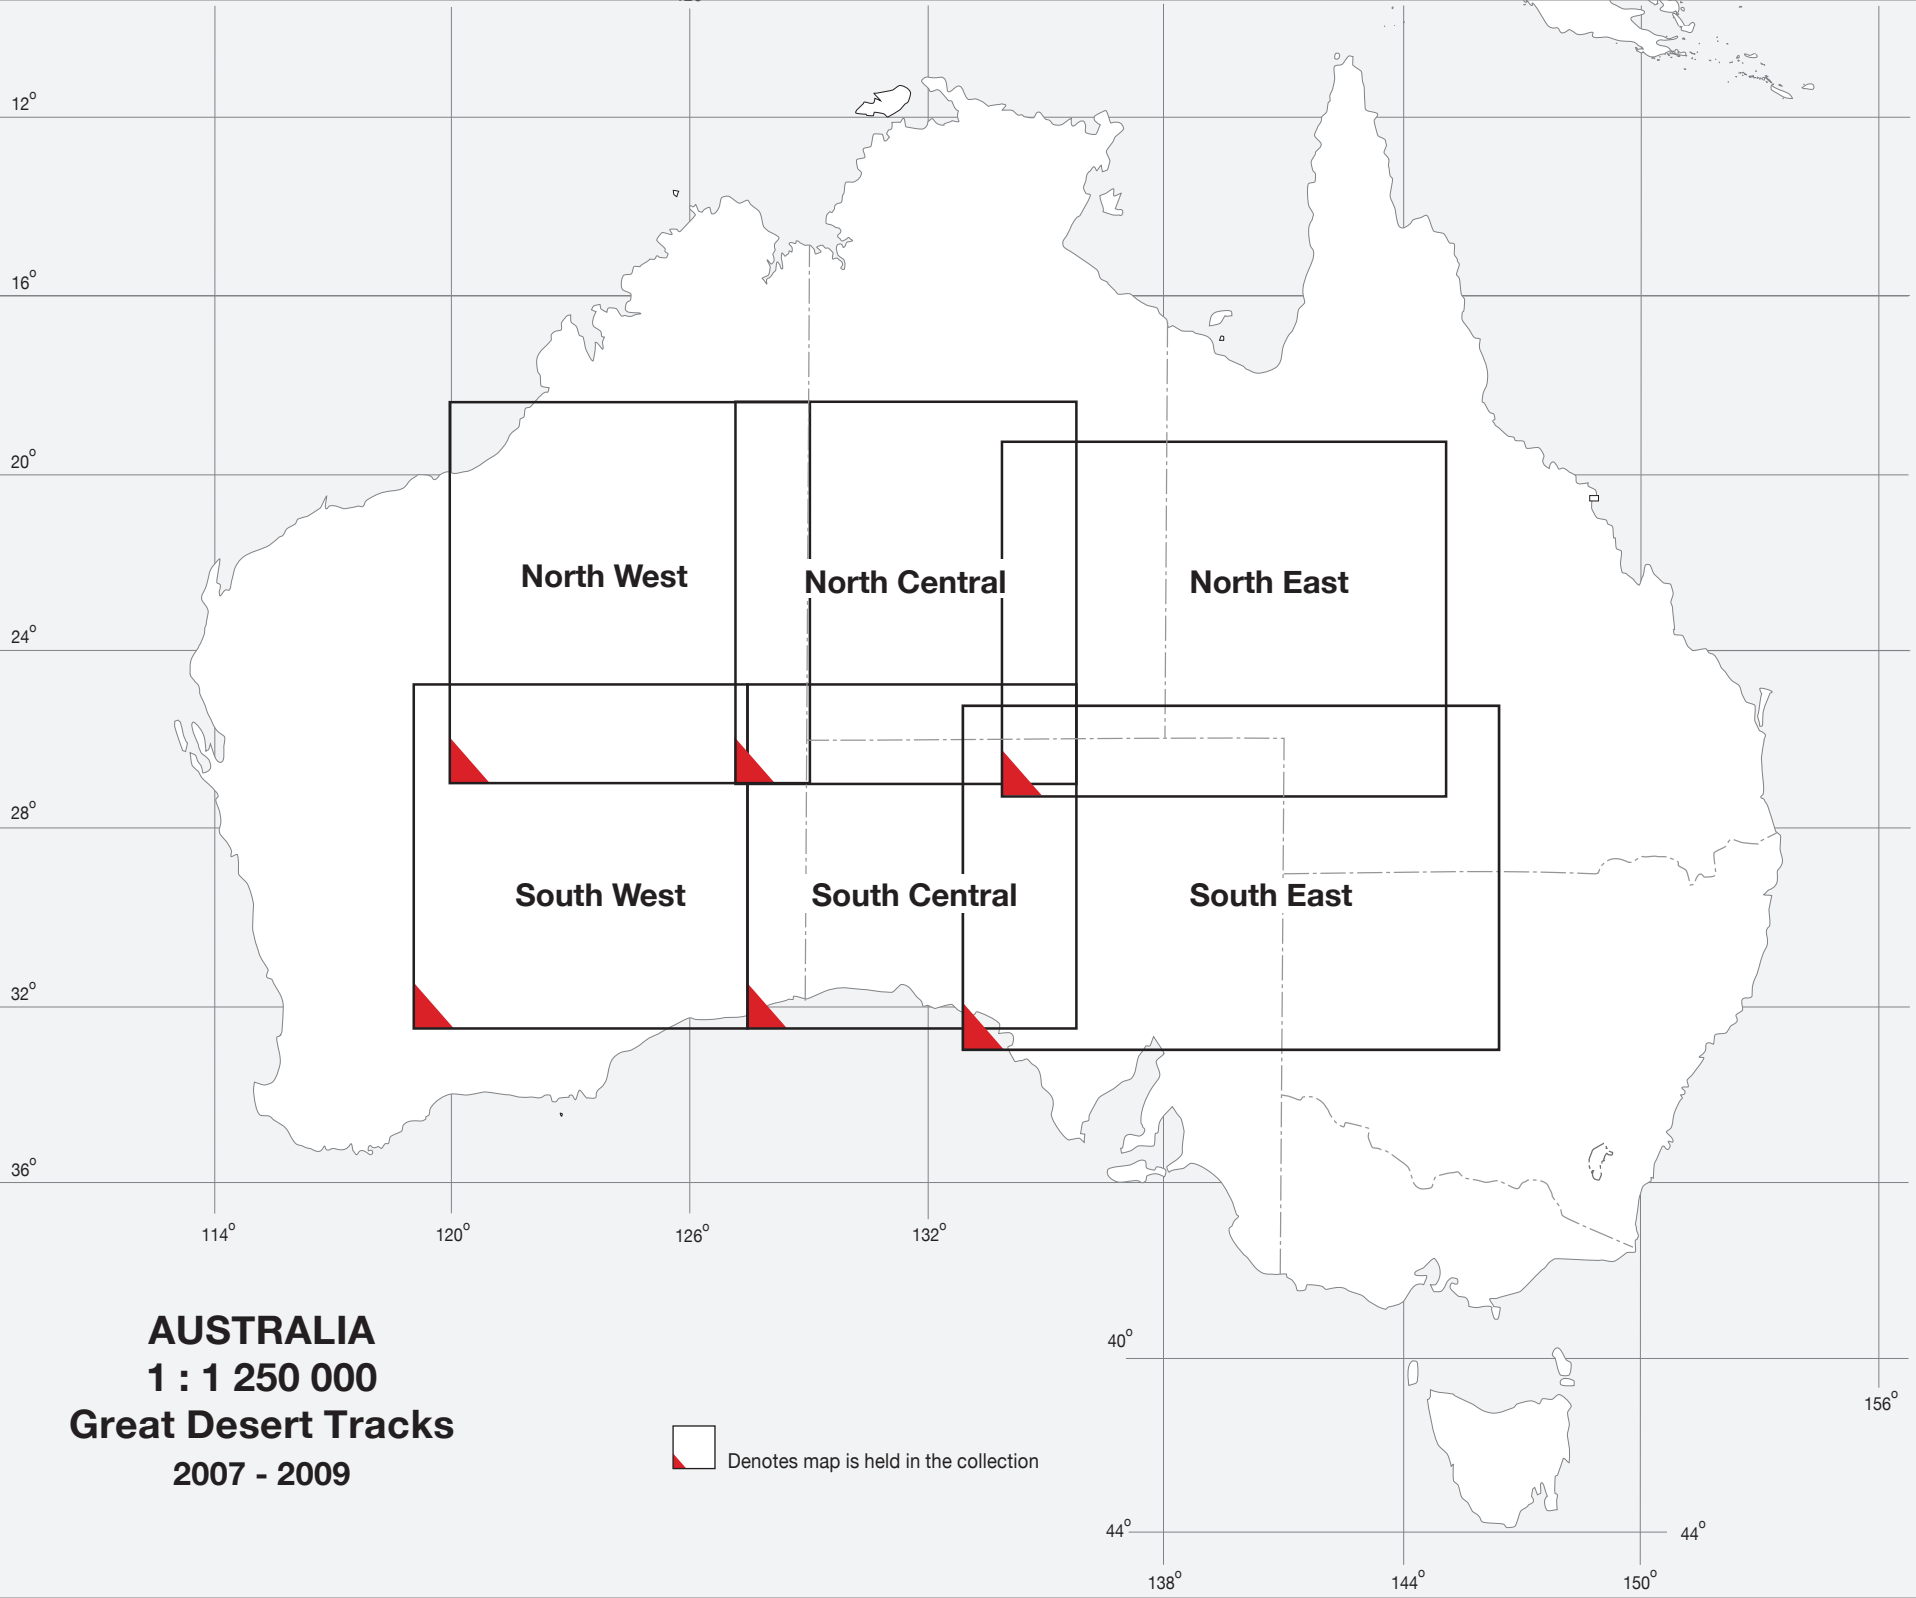 12°
16°
20°
24°
28°
32°
36°
North West
North Central
North East
South West
South Central
South East
114°
120°
126°
132°
40°
156°
44°
44°
138°
144°
150°
AUSTRALIA
1 : 1 250 000
Great Desert Tracks
2007 - 2009
Denotes map is held in the collection